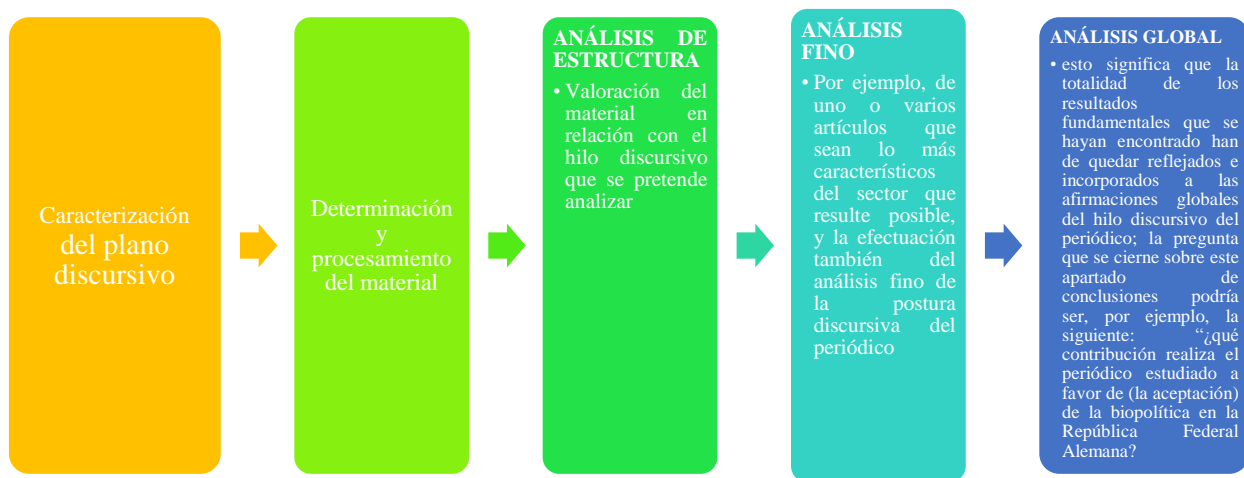 Caracterización
del plano
discursivo
Determinación
y
procesamiento
del material
ANÁLISIS DE
ESTRUCTURA
• Valoración del
material en
relación con el
hilo discursivo
que se pretende
analizar
ANÁLISIS
FINO
• Por ejemplo, de
uno o varios
artículos que
sean lo más
característicos
del sector que
resulte posible,
y la efectuación
también del
análisis fino de
la postura
discursiva del
periódico
ANÁLISIS GLOBAL
• esto significa que la
totalidad de los
resultados
fundamentales que se
hayan encontrado han
de quedar reflejados e
incorporados a las
afirmaciones globales
del hilo discursivo del
periódico; la pregunta
que se cierne sobre este
apartado de
conclusiones podría
ser, por ejemplo, la
siguiente: “¿qué
contribución realiza el
periódico estudiado a
favor de (la aceptación)
de la biopolítica en la
República Federal
Alemana?